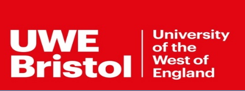 UWE
Bristol
University
of the
West of
England